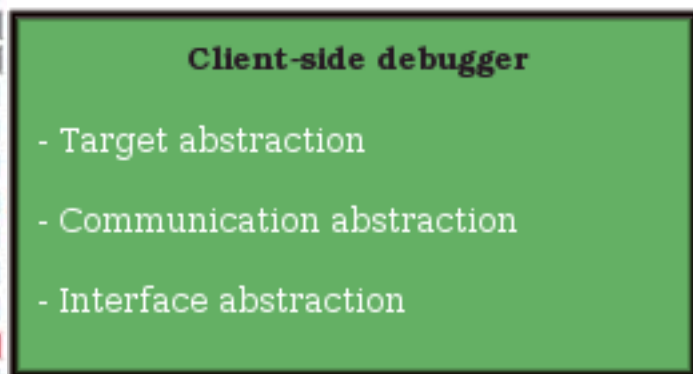 Client-side debugger
- Target abstraction
- Communication abstraction
- Interface abstraction